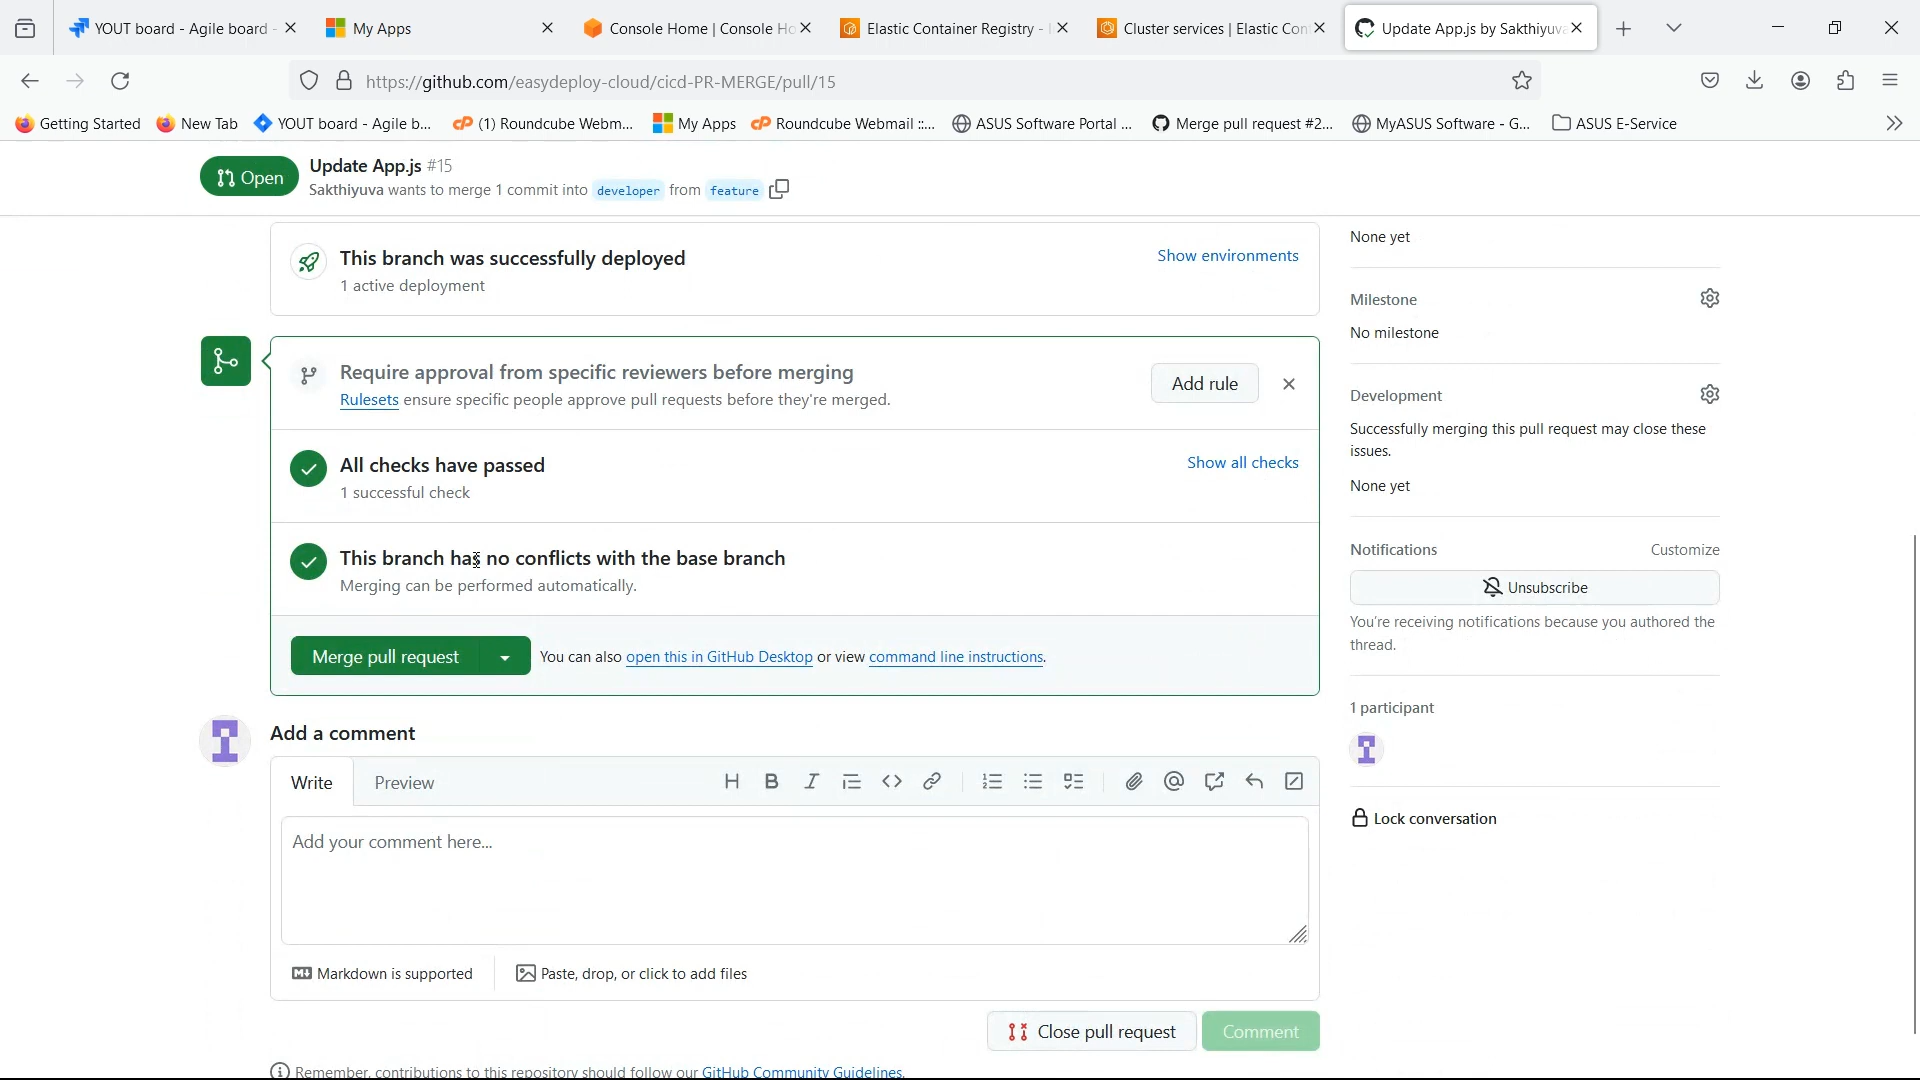 YOUT board - Agile board -
My Apps
Console Home | Console Ho
Elastic Container Registry -
Cluster services | Elastic Con
Update App.js by Sakthiyuva
https://github.com/easydeploy-cloud/cicd-PR-MERGE/pull/15
Getting Started
New Tab
YOUT board - Agile b...
(1) Roundcube Webm...
My Apps
Roundcube Webmail ::...
ASUS Software Portal ...
Merge pull request #2...
MyASUS Software - G...
ASUS E-Service
Open
Update App.js #15
Sakthiyuva wants to merge 1 commit into developer from feature
This branch was successfully deployed
1 active deployment
Show environments
Require approval from specific reviewers before merging
Rulesets ensure specific people approve pull requests before they're merged.
Add rule
All checks have passed
1 successful check
Show all checks
This branch has no conflicts with the base branch
Merging can be performed automatically.
Merge pull request
You can also open this in GitHub Desktop or view command line instructions.
Add a comment
Write
Preview
Add your comment here...
Markdown is supported
Paste, drop, or click to add files
Close pull request
Comment
Remember, contributions to this repository should follow our GitHub Community Guidelines.
None yet
Milestone
No milestone
Development
Successfully merging this pull request may close these
issues.
None yet
Notifications
Customize
Unsubscribe
You're receiving notifications because you authored the
thread.
1 participant
Lock conversation